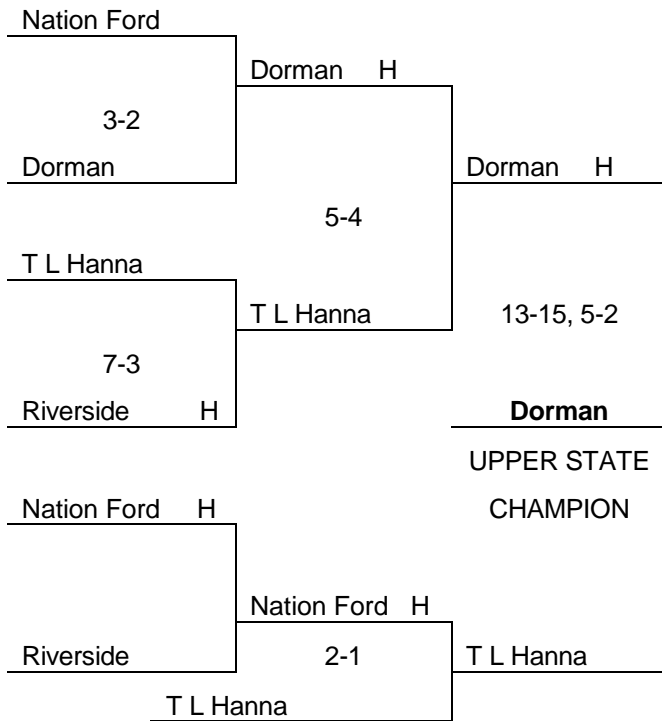 Nation Ford
Dorman H
3-2
Dorman
Dorman H
5-4
T L Hanna
T L Hanna
13-15, 5-2
7-3
Riverside H
Dorman
UPPER STATE
CHAMPION
Nation Ford H
Nation Ford H
Riverside
2-1
T L Hanna
T L Hanna